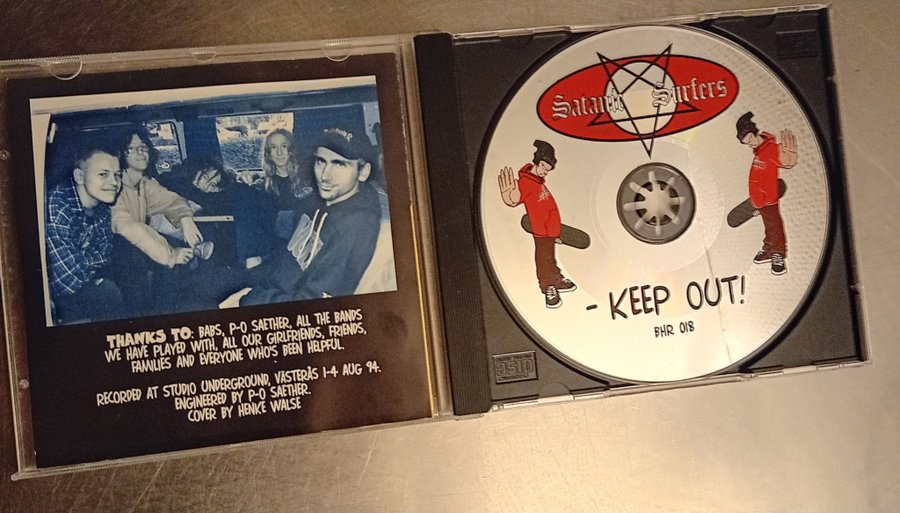 THANKS TO: BABS, P-O SAETHER, ALL THE BANDS
WE HAVE PLAYED WITH, ALL OUR GIRLFRIENDS, FRIENDS,
FAMILIES AND EVERYONE WHO'S BEEN HELPFUL.
RECORDED AT STUDIO UNDERGROUND, VÄSTERÅS 1-4 AUG 94.
ENGINEERED BY P-O SAETHER.
COVER BY HENKE WALSE
Satanic Surfers
- KEEP OUT!
BHR 018